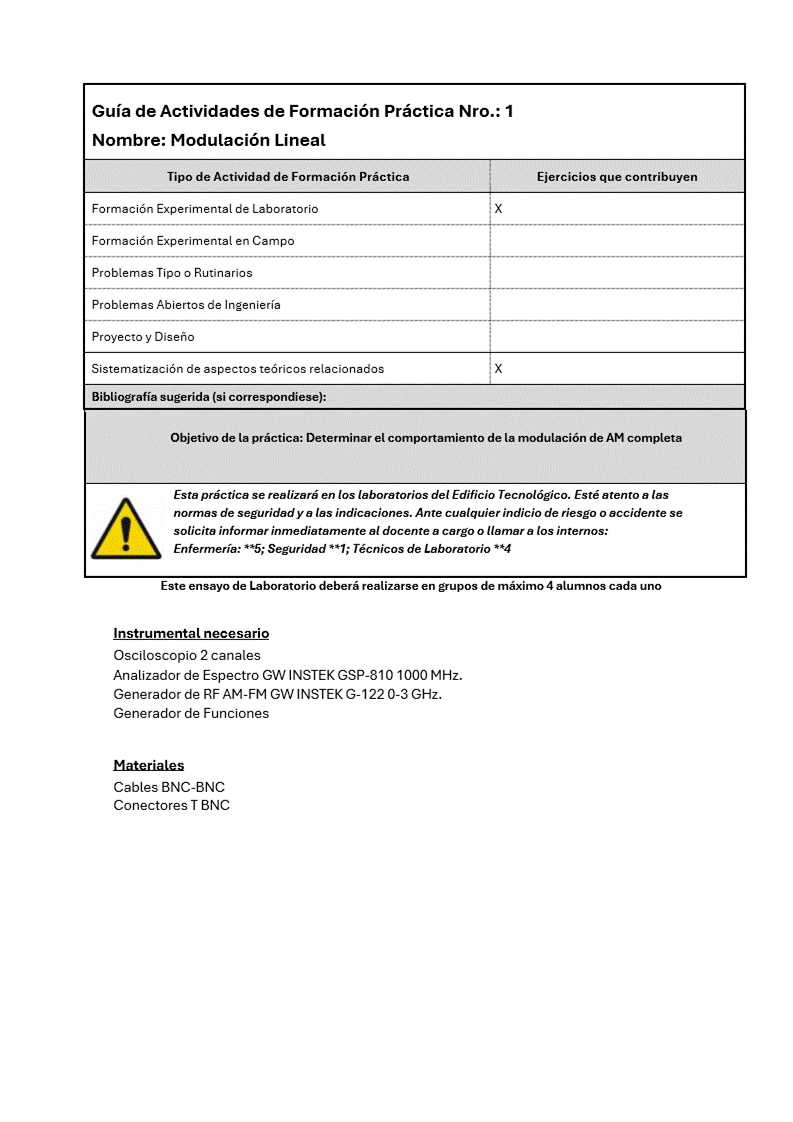 Guía de Actividades de Formación Práctica Nro.: 1
Nombre: Modulación Lineal
Tipo de Actividad de Formación Práctica
Ejercicios que contribuyen
Formación Experimental de Laboratorio
X
Formación Experimental en Campo
Problemas Tipo o Rutinarios
Problemas Abiertos de Ingeniería
Proyecto y Diseño
Sistematización de aspectos teóricos relacionados
X
Bibliografía sugerida (si correspondiese):
Objetivo de la práctica: Determinar el comportamiento de la modulación de AM completa
Esta práctica se realizará en los laboratorios del Edificio Tecnológico. Esté atento a las
normas de seguridad y a las indicaciones. Ante cualquier indicio de riesgo o accidente se
solicita informar inmediatamente al docente a cargo o llamar a los internos:
Enfermería: **5; Seguridad **1; Técnicos de Laboratorio **4
Este ensayo de Laboratorio deberá realizarse en grupos de máximo 4 alumnos cada uno
Instrumental necesario
Osciloscopio 2 canales
Analizador de Espectro GW INSTEK GSP-810 1000 MHz.
Generador de RF AM-FM GW INSTEK G-122 0-3 GHz.
Generador de Funciones
Materiales
Cables BNC-BNC
Conectores T BNC